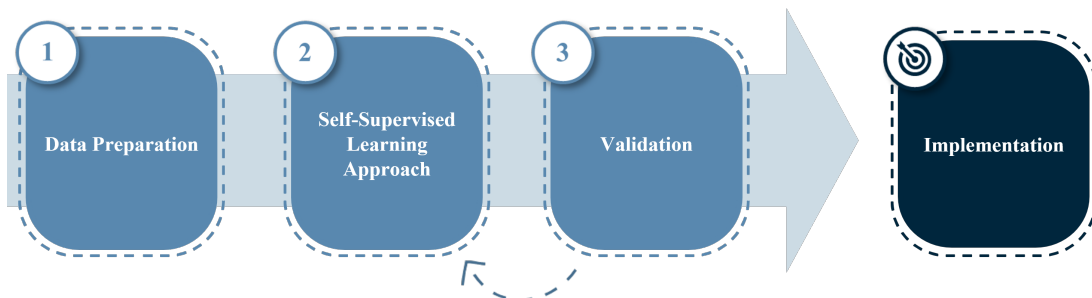 1
Data Preparation
2
Self-Supervised
Learning
Approach
3
Validation
Implementation